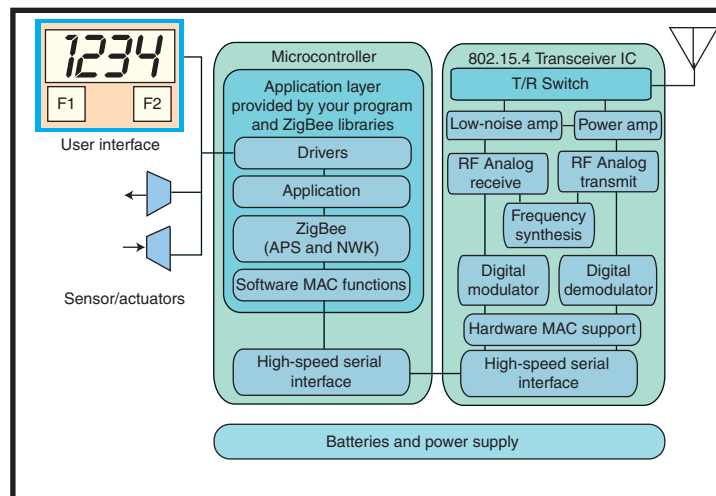 1234
F1 F2
User interface
Sensor/actuators
Microcontroller
Application layer
provided by your program
and ZigBee libraries
Drivers
Application
ZigBee
(APS and NWK)
Software MAC functions
High-speed serial
interface
802.15.4 Transceiver IC
T/R Switch
Low-noise amp
Power amp
RF Analog
receive
RF Analog
transmit
Frequency
synthesis
Digital
modulator
Digital
demodulator
Hardware MAC support
High-speed serial
interface
Batteries and power supply